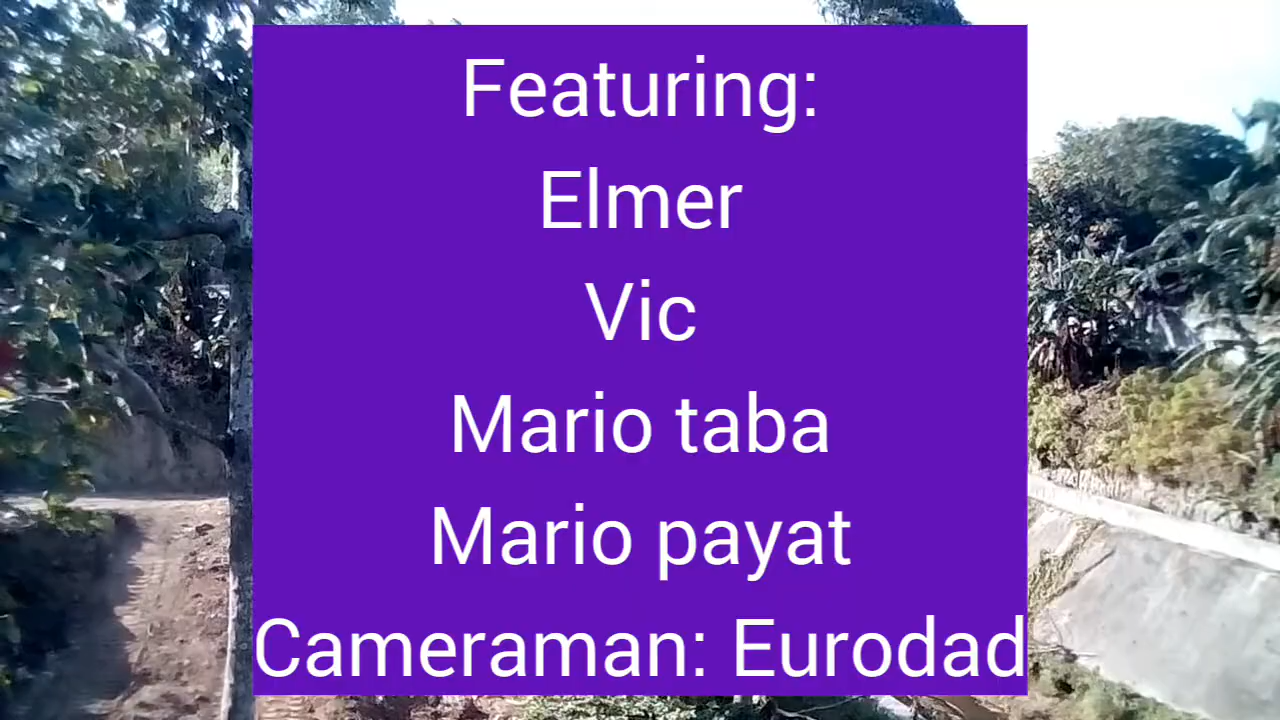 Featuring:
Elmer
Vic
Mario taba
Mario payat
Cameraman: Eurodad